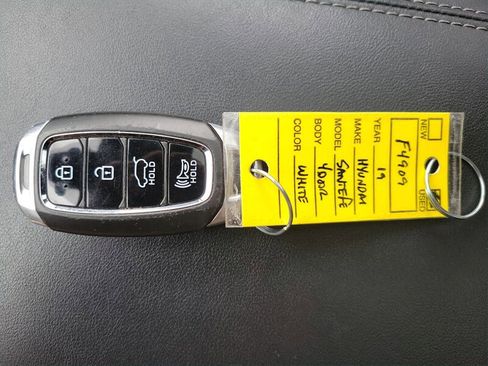 NEW
USED
F4909
YEAR 19
MAKE HYUNDAI
MODEL SANTEFE
BODY 4DOOR
COLOR WHITE
HOLD
HOLD